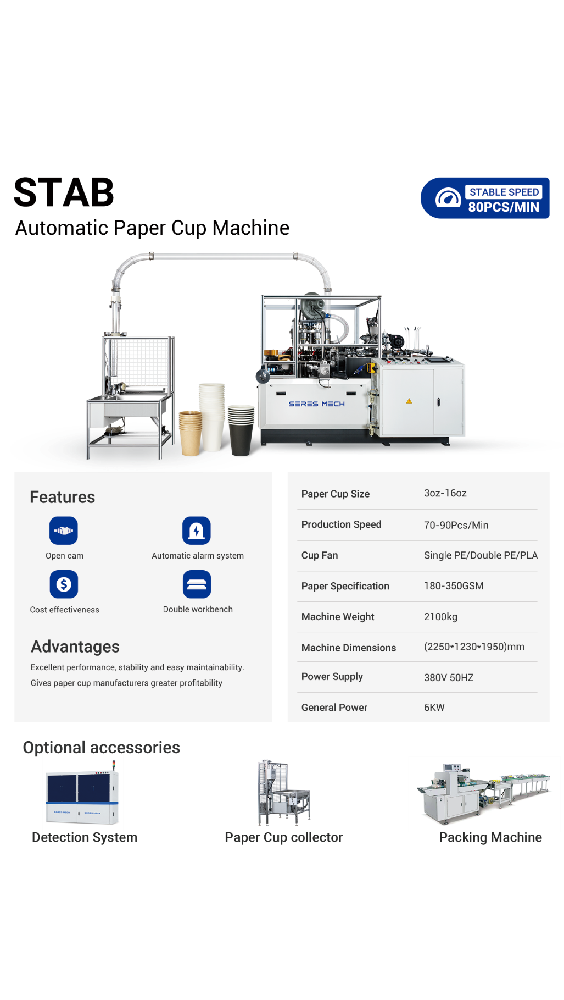 STAB
Automatic Paper Cup Machine
STABLE SPEED
80PCS/MIN
SERES MECH
Features
Open cam
Automatic alarm system
Cost effectiveness
Double workbench
Advantages
Excellent performance, stability and easy maintainability.
Gives paper cup manufacturers greater profitability
Paper Cup Size 3oz-16oz
Production Speed 70-90Pcs/Min
Cup Fan Single PE/Double PE/PLA
Paper Specification 180-350GSM
Machine Weight 2100kg
Machine Dimensions (2250*1230*1950)mm
Power Supply 380V 50HZ
General Power 6KW
Optional accessories
SERES MECH SERES MECH
Detection System
Paper Cup collector
Packing Machine